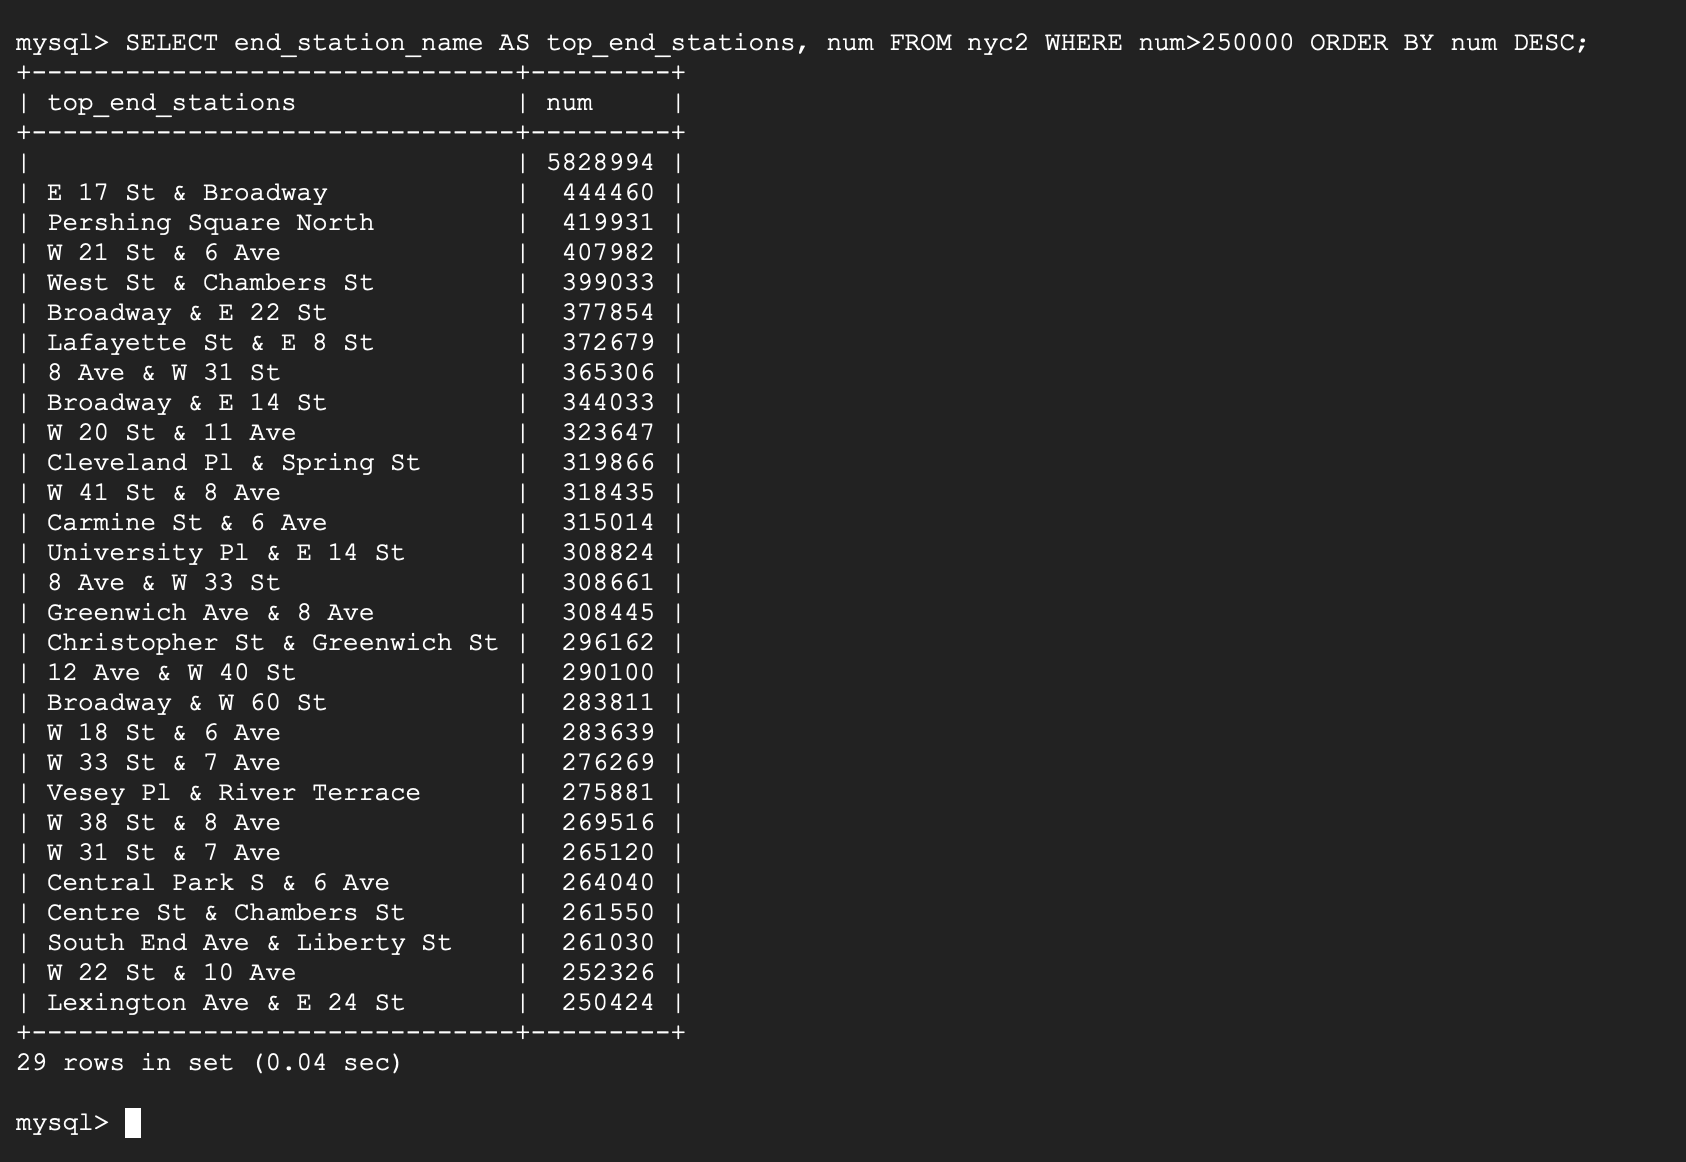 mysql> SELECT end_station_name AS top_end_stations, num FROM nyc2 WHERE num>250000 ORDER BY num DESC;
+-------------------------------+---------+
| top_end_stations              | num     |
+-------------------------------+---------+
|                               | 5828994 |
| E 17 St & Broadway            |  444460 |
| Pershing Square North         |  419931 |
| W 21 St & 6 Ave               |  407982 |
| West St & Chambers St         |  399033 |
| Broadway & E 22 St            |  377854 |
| Lafayette St & E 8 St         |  372679 |
| 8 Ave & W 31 St               |  365306 |
| Broadway & E 14 St            |  344033 |
| W 20 St & 11 Ave              |  323647 |
| Cleveland Pl & Spring St      |  319866 |
| W 41 St & 8 Ave               |  318435 |
| Carmine St & 6 Ave            |  315014 |
| University Pl & E 14 St       |  308824 |
| 8 Ave & W 33 St               |  308661 |
| Greenwich Ave & 8 Ave         |  308445 |
| Christopher St & Greenwich St |  296162 |
| 12 Ave & W 40 St              |  290100 |
| Broadway & W 60 St            |  283811 |
| W 18 St & 6 Ave               |  283639 |
| W 33 St & 7 Ave               |  276269 |
| Vesey Pl & River Terrace      |  275881 |
| W 38 St & 8 Ave               |  269516 |
| W 31 St & 7 Ave               |  265120 |
| Central Park S & 6 Ave        |  264040 |
| Centre St & Chambers St       |  261550 |
| South End Ave & Liberty St    |  261030 |
| W 22 St & 10 Ave              |  252326 |
| Lexington Ave & E 24 St       |  250424 |
+-------------------------------+---------+
29 rows in set (0.04 sec)
mysql>